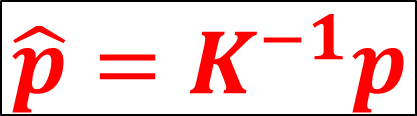 p̂ = K⁻¹p